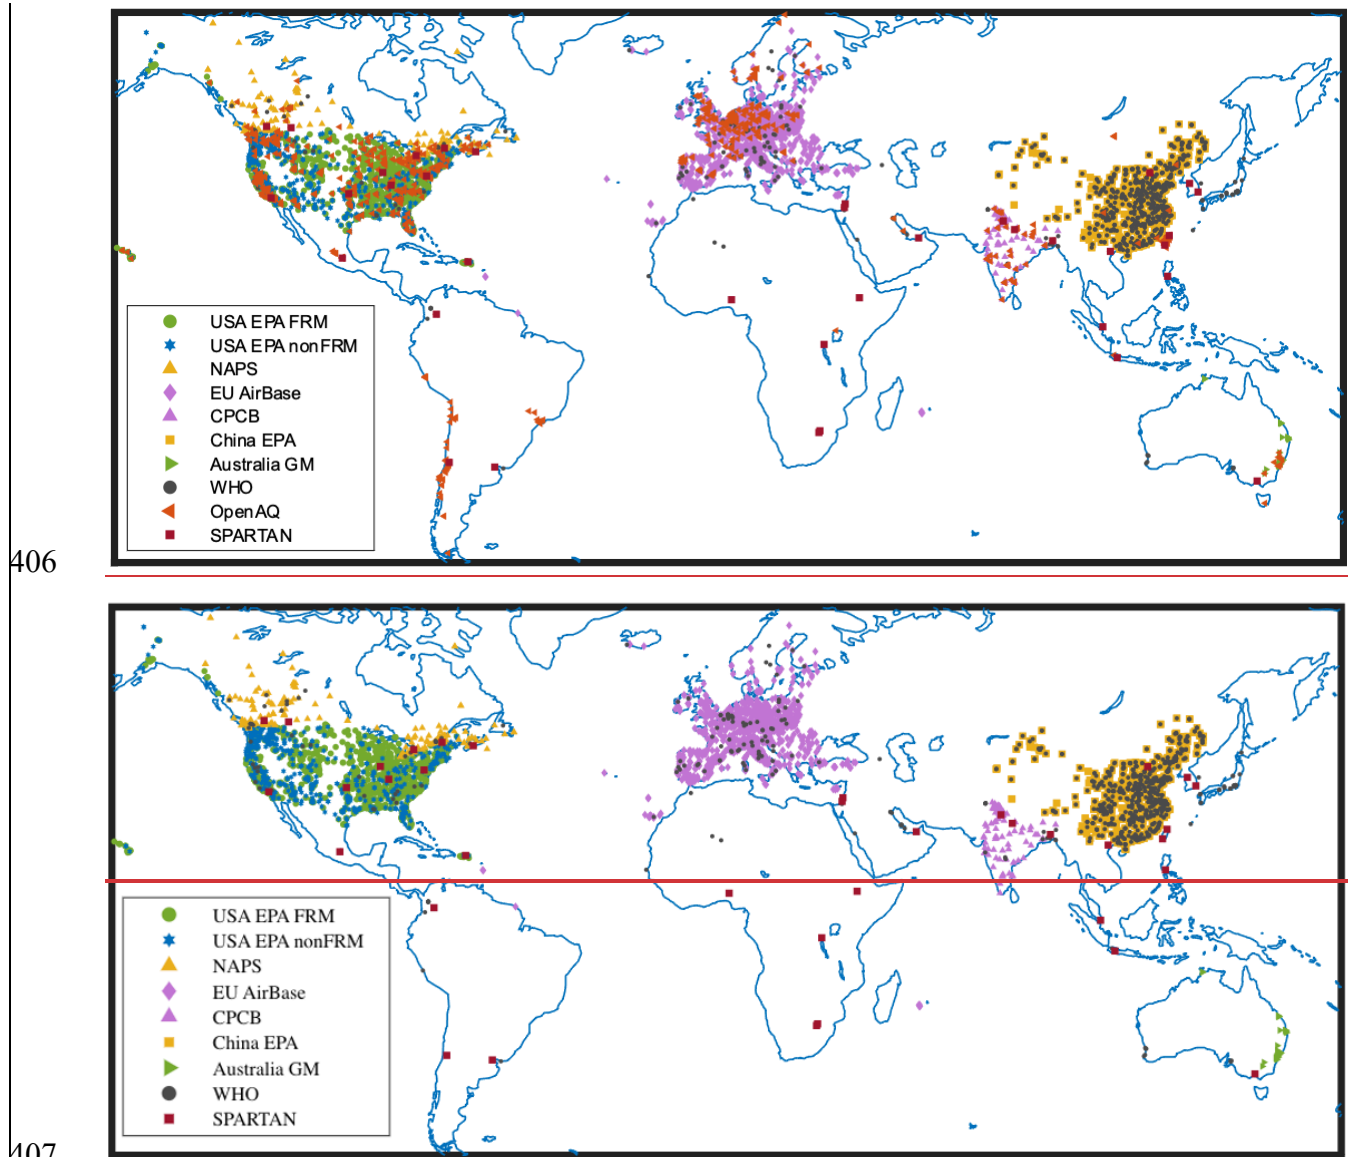 USA EPA FRM
USA EPA nonFRM
NAPS
EU AirBase
CPCB
China EPA
Australia GM
WHO
OpenAQ
SPARTAN
406
USA EPA FRM
USA EPA nonFRM
NAPS
EU AirBase
CPCB
China EPA
Australia GM
WHO
SPARTAN
407